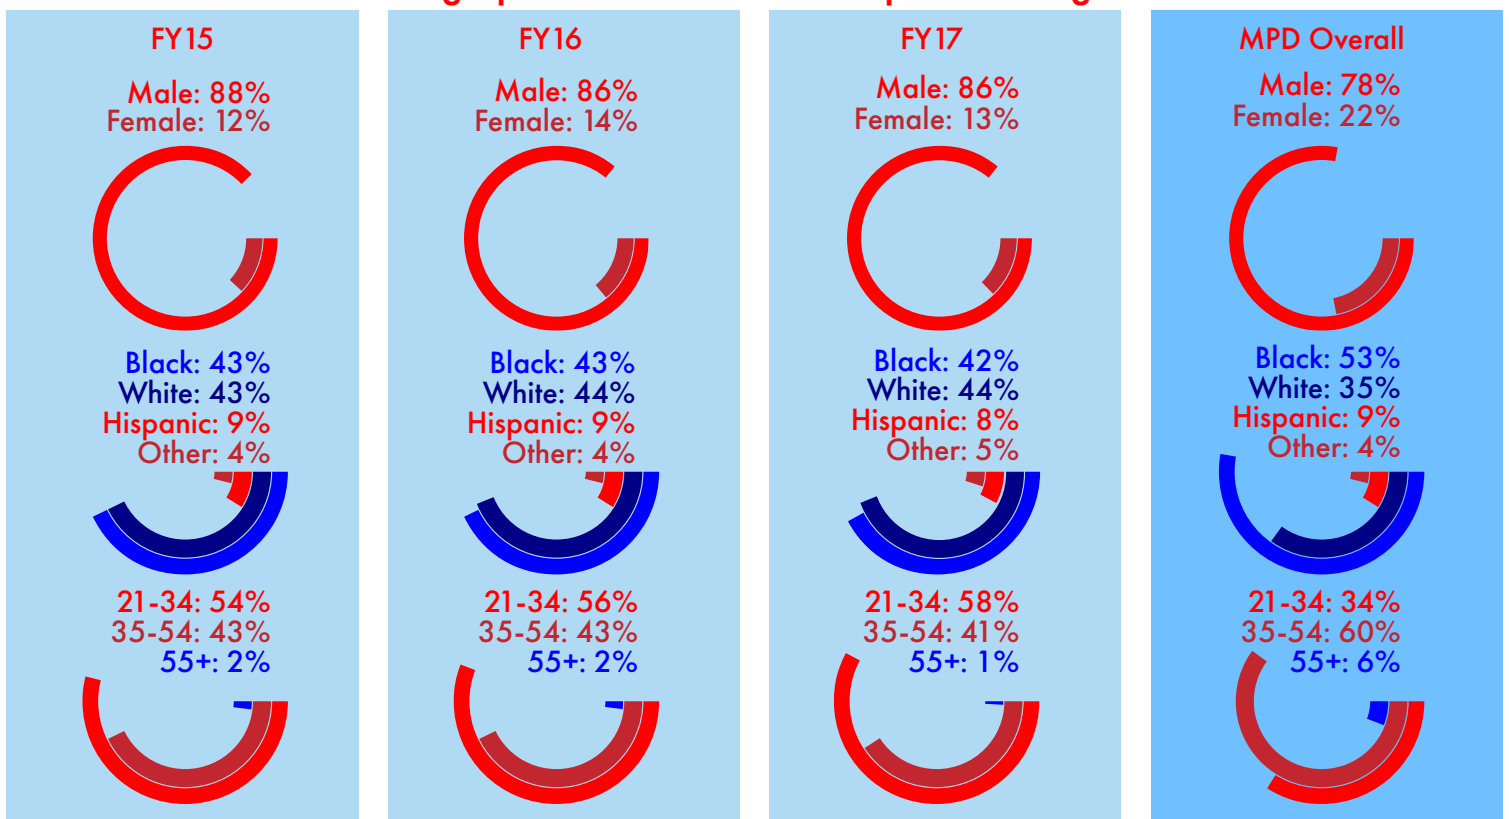 FY15
Male: 88%
Female: 12%
Black: 43%
White: 43%
Hispanic: 9%
Other: 4%
21-34: 54%
35-54: 43%
55+: 2%
FY16
Male: 86%
Female: 14%
Black: 43%
White: 44%
Hispanic: 9%
Other: 4%
21-34: 56%
35-54: 43%
55+: 2%
FY17
Male: 86%
Female: 13%
Black: 42%
White: 44%
Hispanic: 8%
Other: 5%
21-34: 58%
35-54: 41%
55+: 1%
MPD Overall
Male: 78%
Female: 22%
Black: 53%
White: 35%
Hispanic: 9%
Other: 4%
21-34: 34%
35-54: 60%
55+: 6%